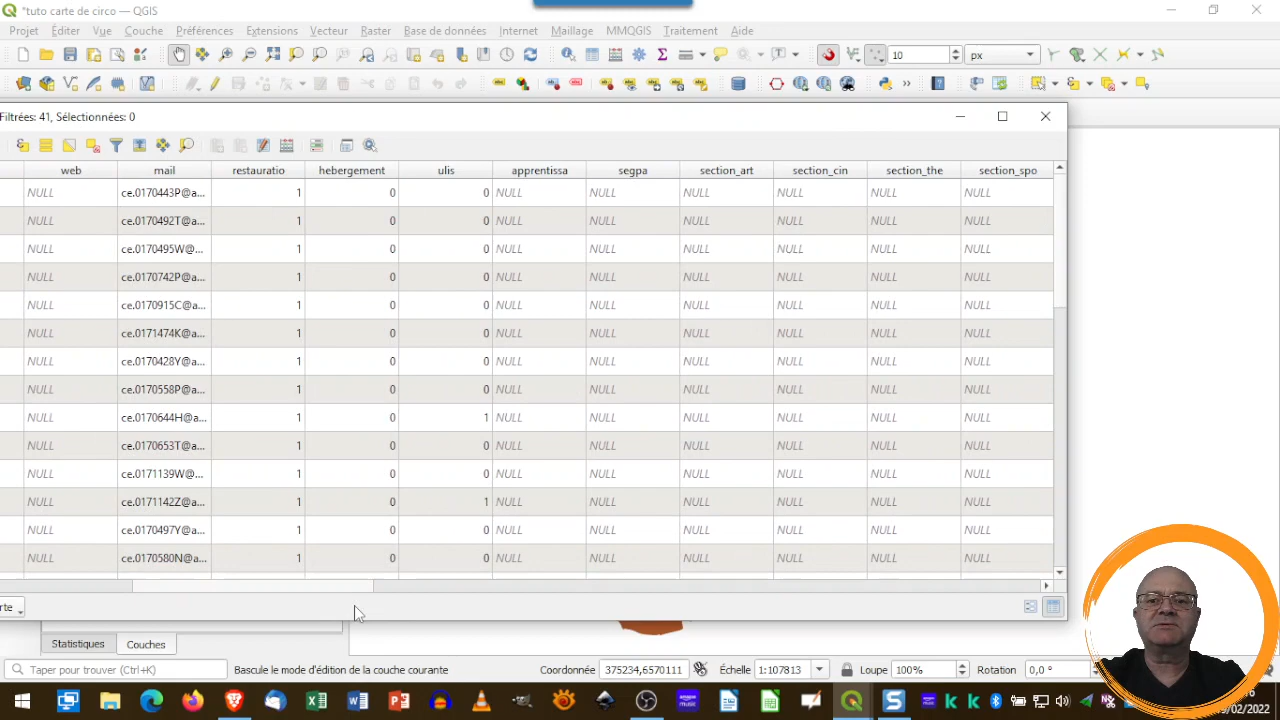 *tuto carte de circo — QGIS
Projet Éditer Vue Couche Préférences Extensions Vecteur Raster Base de données Internet Maillage MMQGIS Traitement Aide
10 px
Filtrées: 41, Sélectionnées: 0
web mail restauratio hebergement ulis apprentissa segpa section_art section_cin section_the section_spo
NULL ce.0170443P@a... 1 0 0 NULL NULL NULL NULL NULL NULL
NULL ce.0170492T@a... 1 0 0 NULL NULL NULL NULL NULL NULL
NULL ce.0170495W@... 1 0 0 NULL NULL NULL NULL NULL NULL
NULL ce.0170742P@a... 1 0 0 NULL NULL NULL NULL NULL NULL
NULL ce.0170915C@a... 1 0 0 NULL NULL NULL NULL NULL NULL
NULL ce.0171474K@a... 1 0 0 NULL NULL NULL NULL NULL NULL
NULL ce.0170428Y@a... 1 0 0 NULL NULL NULL NULL NULL NULL
NULL ce.0170558P@a... 1 0 0 NULL NULL NULL NULL NULL NULL
NULL ce.0170644H@a... 1 0 1 NULL NULL NULL NULL NULL NULL
NULL ce.0170653T@a... 1 0 0 NULL NULL NULL NULL NULL NULL
NULL ce.0171139W@... 1 0 0 NULL NULL NULL NULL NULL NULL
NULL ce.0171142Z@a... 1 0 1 NULL NULL NULL NULL NULL NULL
NULL ce.0170497Y@a... 1 0 0 NULL NULL NULL NULL NULL NULL
NULL ce.0170580N@a... 1 0 0 NULL NULL NULL NULL NULL NULL
rte
Statistiques Couches
Taper pour trouver (Ctrl+K) Bascule le mode d'édition de la couche courante Coordonnée 375234,6570111 Échelle 1:107813 Loupe 100% Rotation 0,0 °
9/02/2022